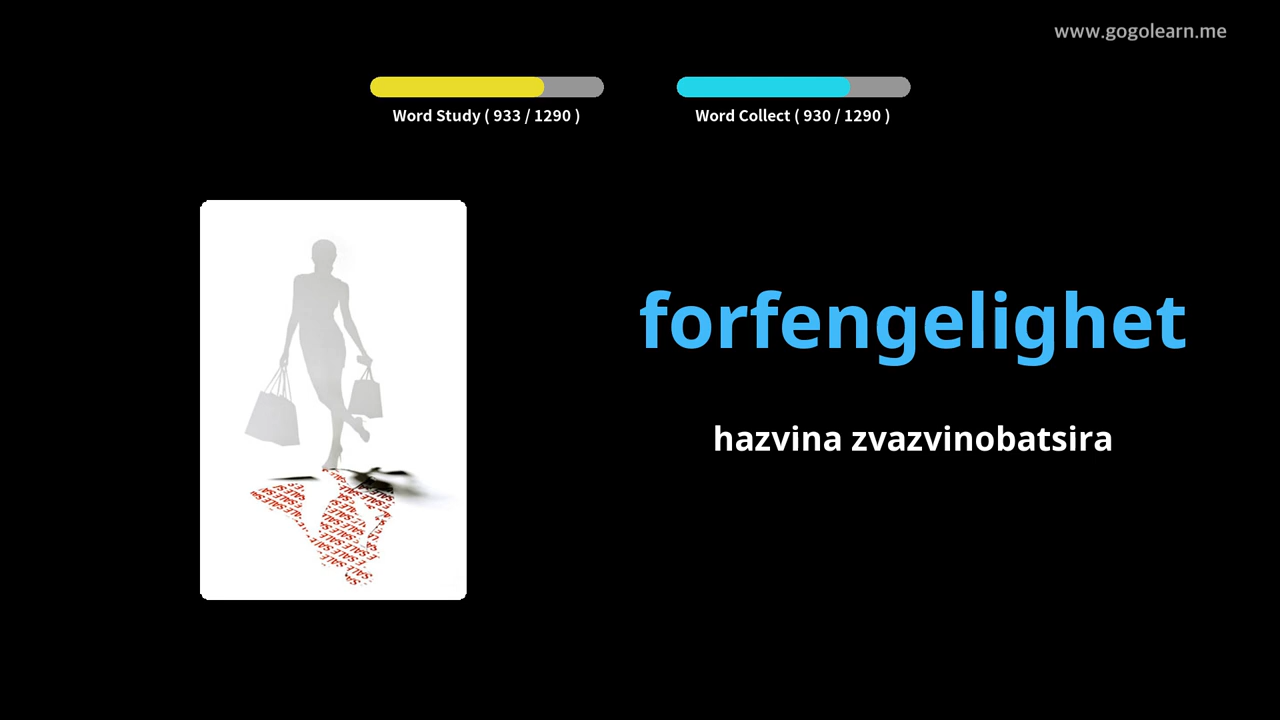 www.gogolearn.me
Word Study ( 933 / 1290 )
Word Collect ( 930 / 1290 )
forfengelighet
hazvina zvazvinobatsira